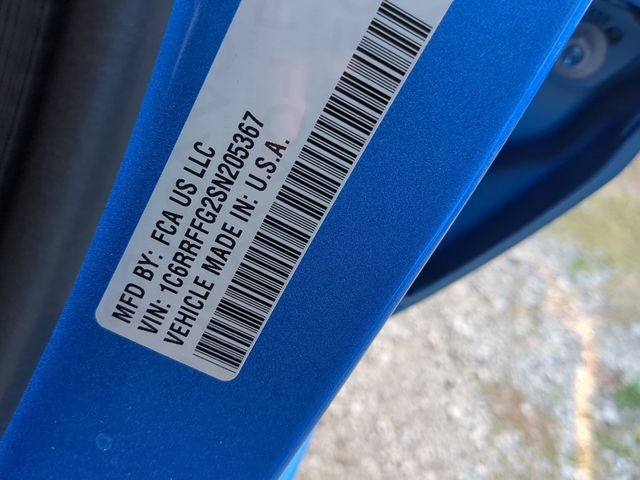 MFD BY: FCA US LLC
VIN: 1C6RRFFG2SN205367
VEHICLE MADE IN: U.S.A.